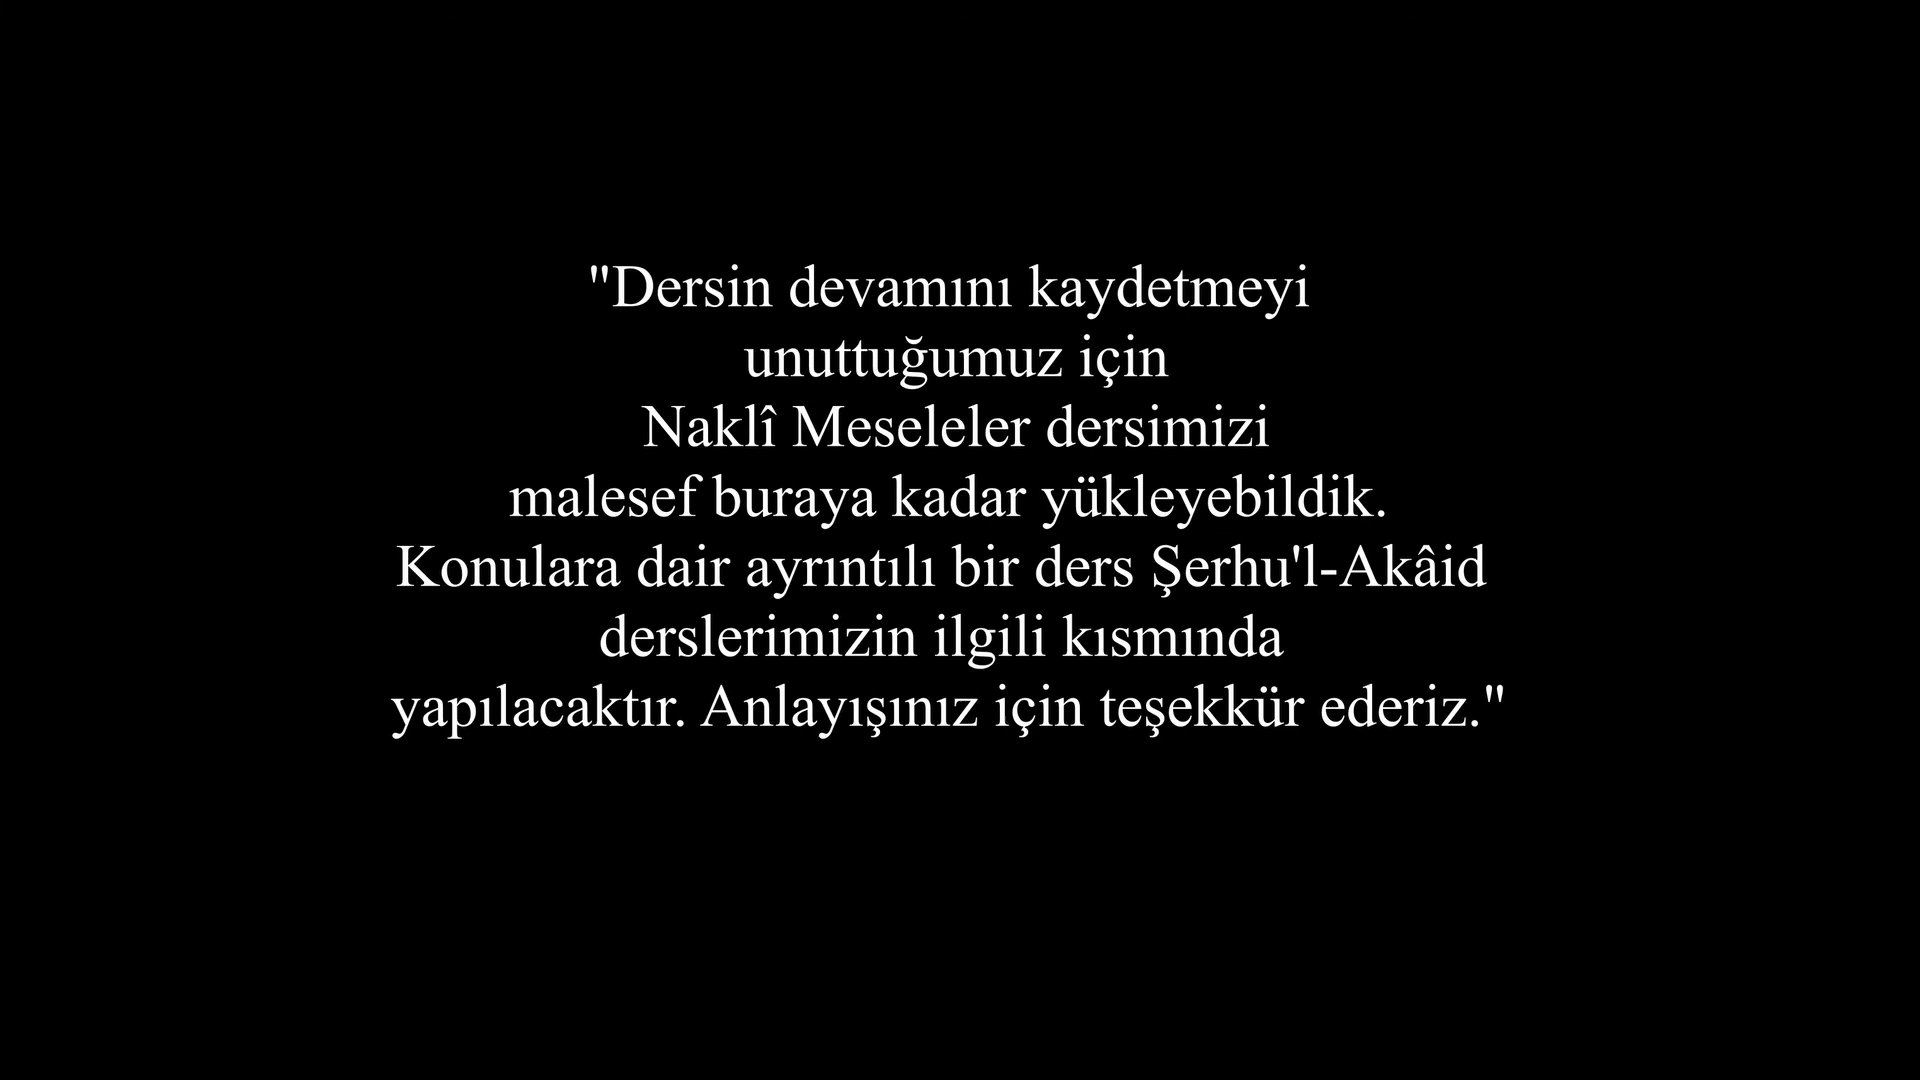 "Dersin devamını kaydetmeyi
unuttuğumuz için
Naklî Meseleler dersimizi
malesef buraya kadar yükleyebildik.
Konulara dair ayrıntılı bir ders Şerhu'l-Akâid
derslerimizin ilgili kısmında
yapılacaktır. Anlayışınız için teşekkür ederiz."